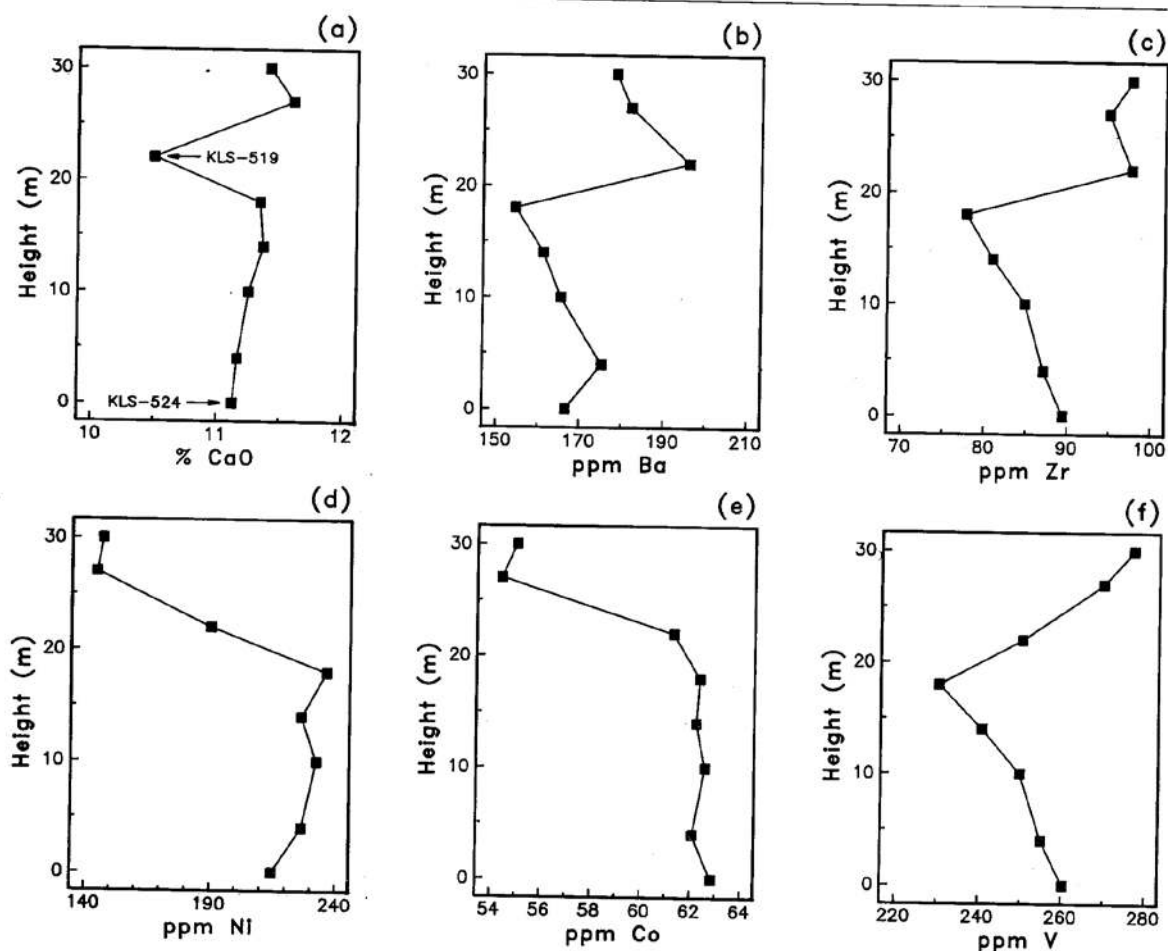 (a)
30
20
10
0
Height (m)
KLS-519
KLS-524
10 11 12
% CaO
(b)
30
20
10
0
Height (m)
150 170 190 210
ppm Ba
(c)
30
20
10
0
Height (m)
70 80 90 100
ppm Zr
(d)
30
20
10
0
Height (m)
140 190 240
ppm Ni
(e)
30
20
10
0
Height (m)
54 56 58 60 62 64
ppm Co
(f)
30
20
10
0
Height (m)
220 240 260 280
ppm V